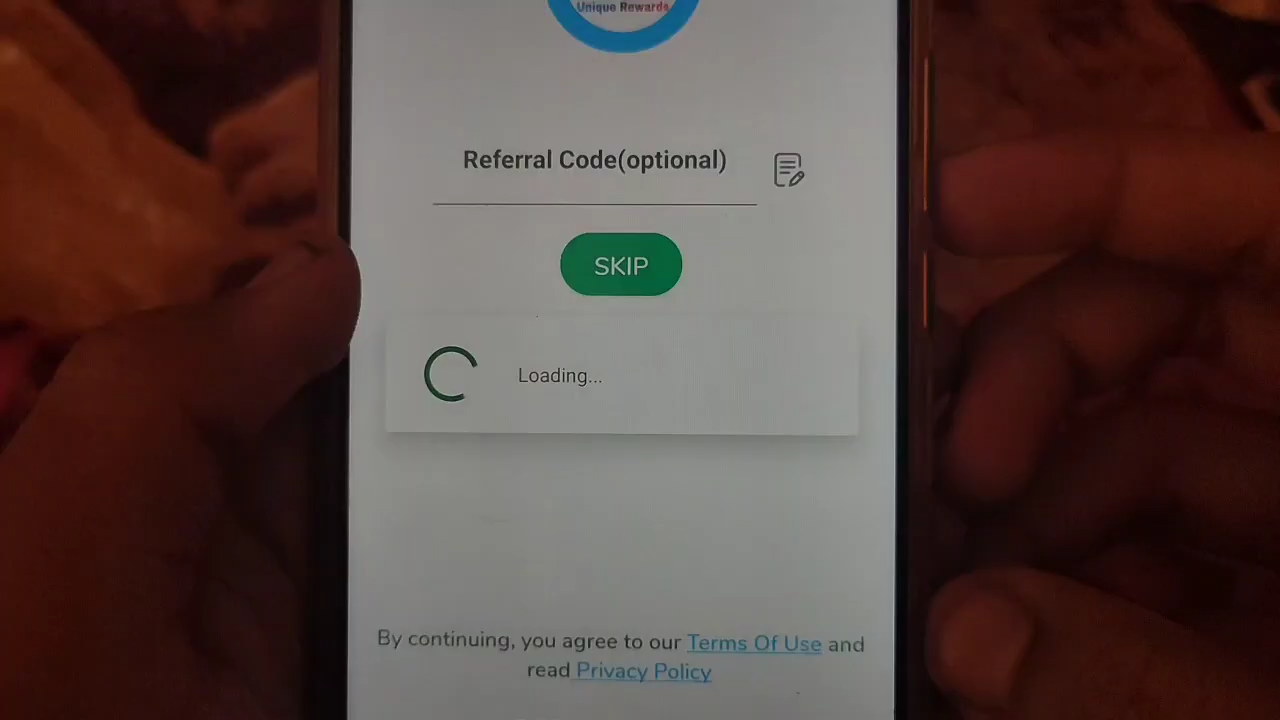 Unique Rewards
Referral Code(optional)
SKIP
Loading...
By continuing, you agree to our Terms Of Use and
read Privacy Policy